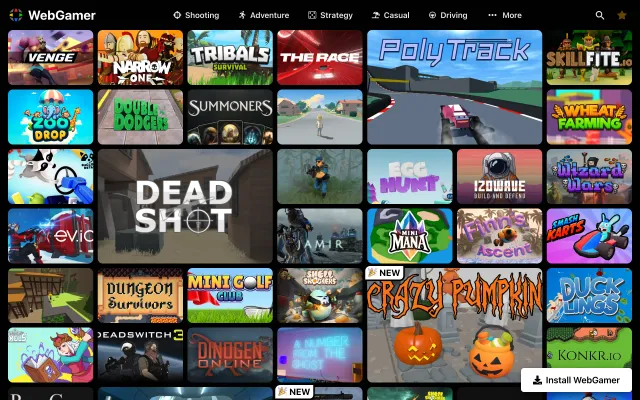 WebGamer
Shooting
Adventure
Strategy
Casual
Driving
More
VENGE
NARROW
ONE
TRIBALS
SURVIVAL
THE RACE
PolyTrack
SKILLFITE.IO
ZOO
DROP
DOUBLE
DODGERS
SUMMONERS
WHEAT
FARMING
DEAD
SHOT
EGG
HUNT
IZOWAVE
BUILD AND DEFEND
Wizard
Wars
ev.io
JAMIR
MINI
MANA
Ascent
SMASH
KARTS
DUNGEON
Survivors
MINI GOLF
CLUB
SHELL
SHOCKERS
NEW
CRAZY PUMPKIN
DUCK
LINGS
DEADSWITCH 3
DINOGEN
ONLINE
A NUMBER
FROM THE
GHOST
KONKR.IO
Install WebGamer
NEW